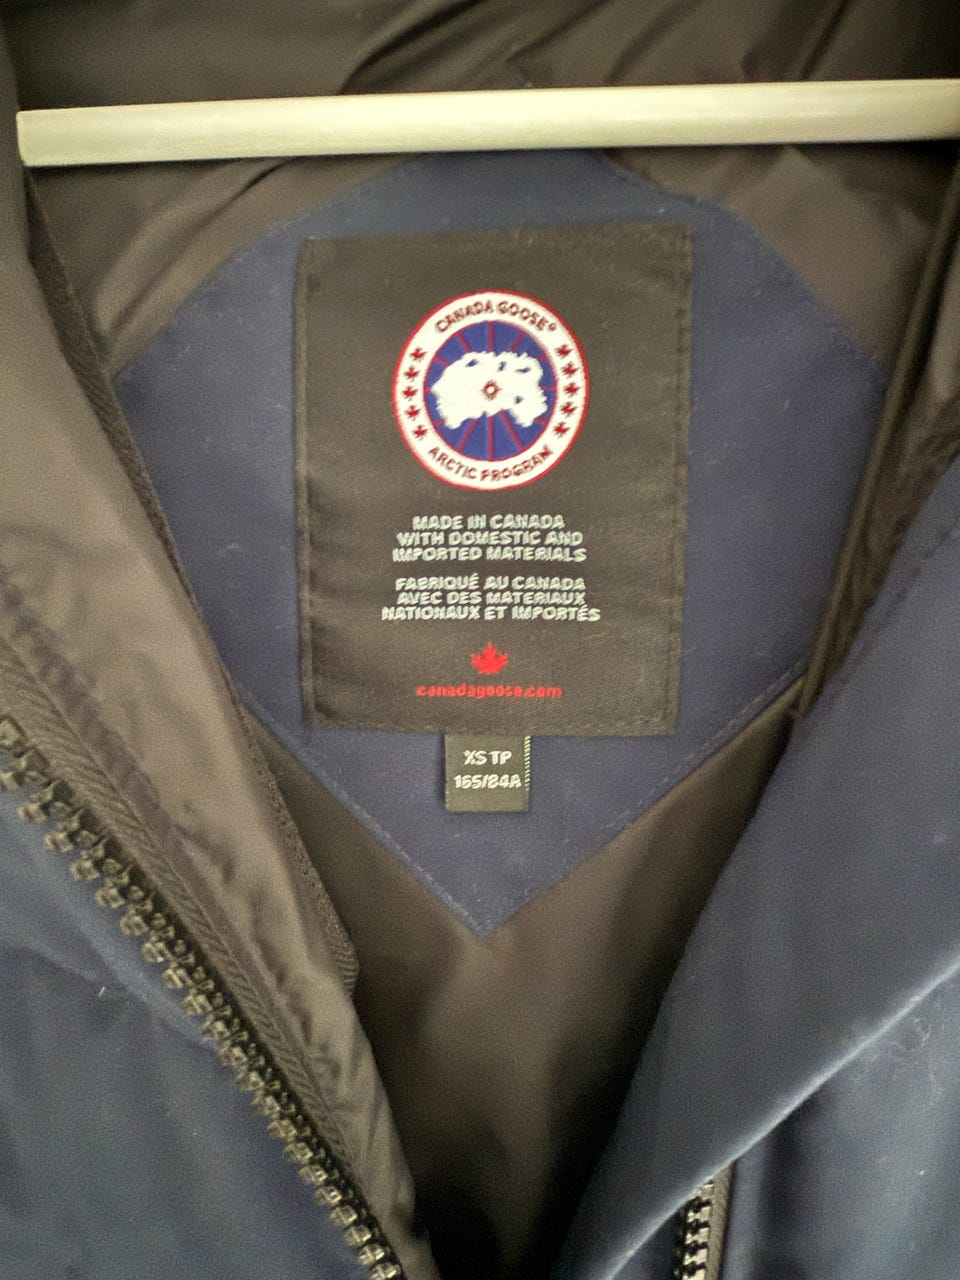 CANADA GOOSE®
ARCTIC PROGRAM
MADE IN CANADA
WITH DOMESTIC AND
IMPORTED MATERIALS
FABRIQUÉ AU CANADA
AVEC DES MATERIAUX
NATIONAUX ET IMPORTÉS
canadagoose.com
XS TP
165/84A